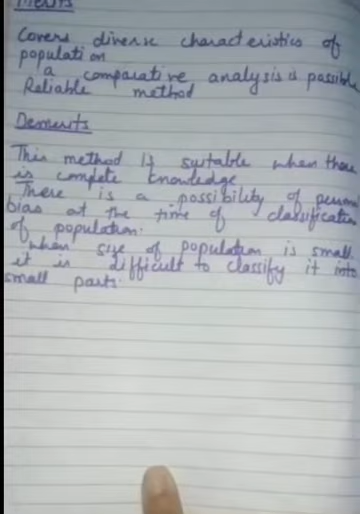 Merits
Covers diverse characteristics of
population
a comparative analysis is possible
Reliable method
Demerits
This method is suitable when there
is complete knowledge
There is a possibility of
bias at the time of classification
of population.
when size of population is small.
it is difficult to classify it into
small parts.